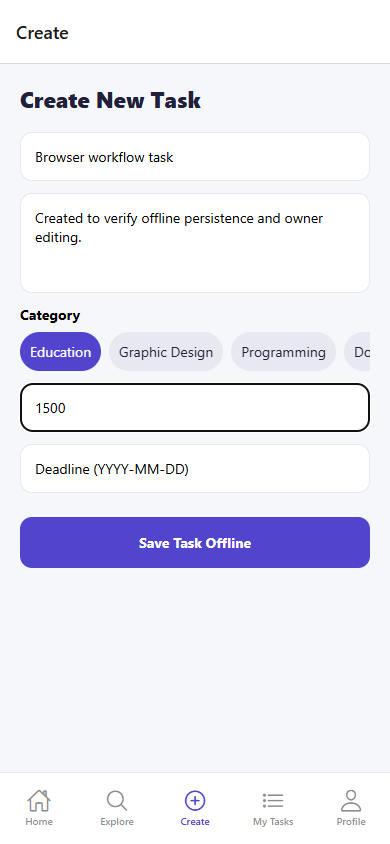 Create
Create New Task
Browser workflow task
Created to verify offline persistence and owner
editing.
Category
Education
Graphic Design
Programming
Do
1500
Deadline (YYYY-MM-DD)
Save Task Offline
Home
Explore
Create
My Tasks
Profile